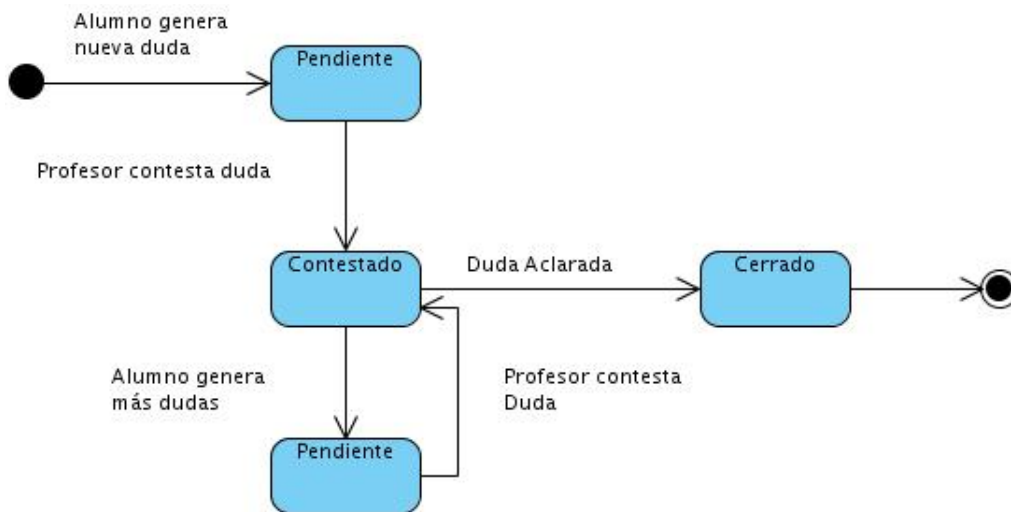 Alumno genera
nueva duda
Pendiente
Profesor contesta duda
Contestado
Duda Aclarada
Cerrado
Alumno genera
más dudas
Profesor contesta
Duda
Pendiente